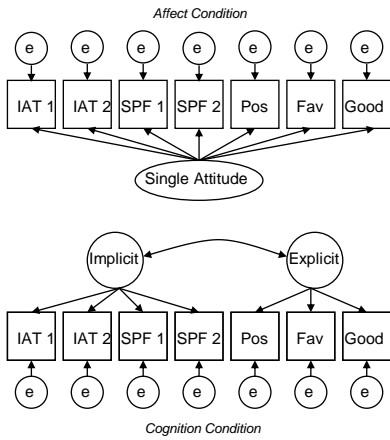 Affect Condition
e e e e e e e
IAT 1 IAT 2 SPF 1 SPF 2 Pos Fav Good
Single Attitude
Implicit Explicit
IAT 1 IAT 2 SPF 1 SPF 2 Pos Fav Good
e e e e e e e
Cognition Condition